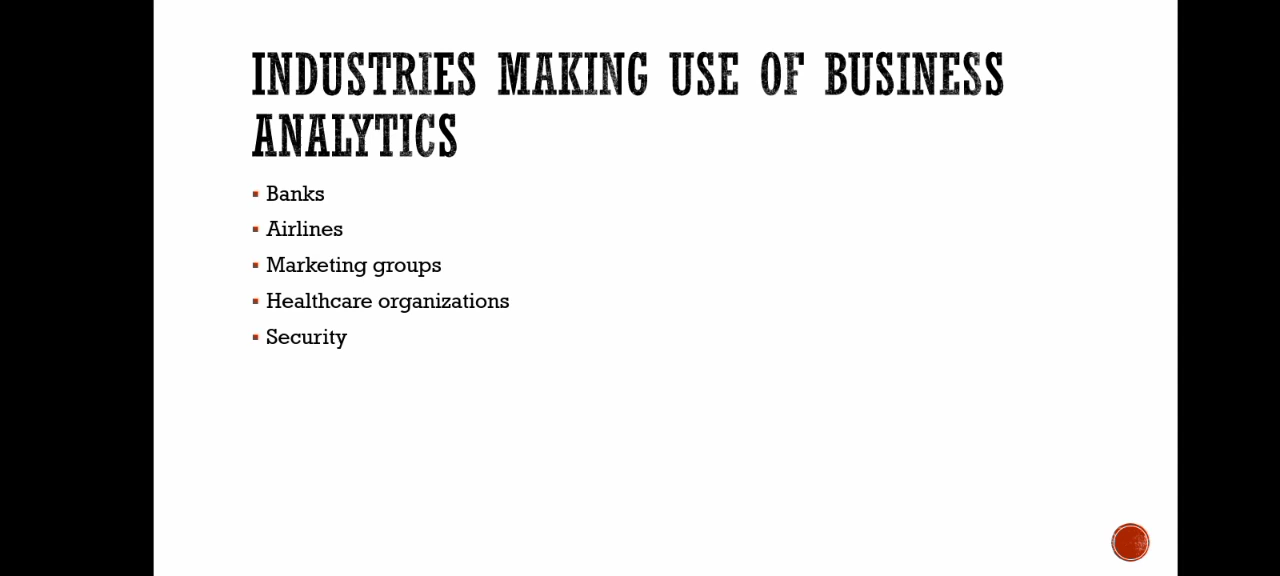 INDUSTRIES MAKING USE OF BUSINESS
ANALYTICS
Banks
Airlines
Marketing groups
Healthcare organizations
Security